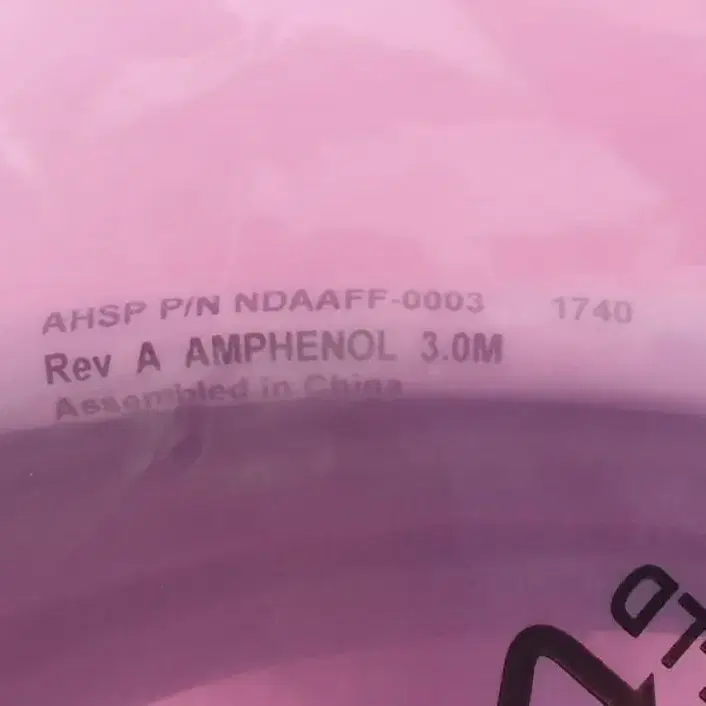 AHSP P/N NDAAFF-0003 1740
Rev A AMPHENOL 3.0M
Assembled in China